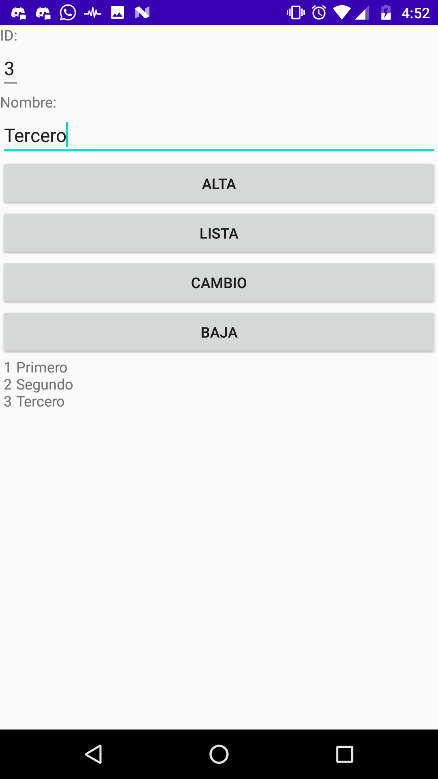 4:52
ID:
3
Nombre:
Tercero
ALTA
LISTA
CAMBIO
BAJA
1 Primero
2 Segundo
3 Tercero